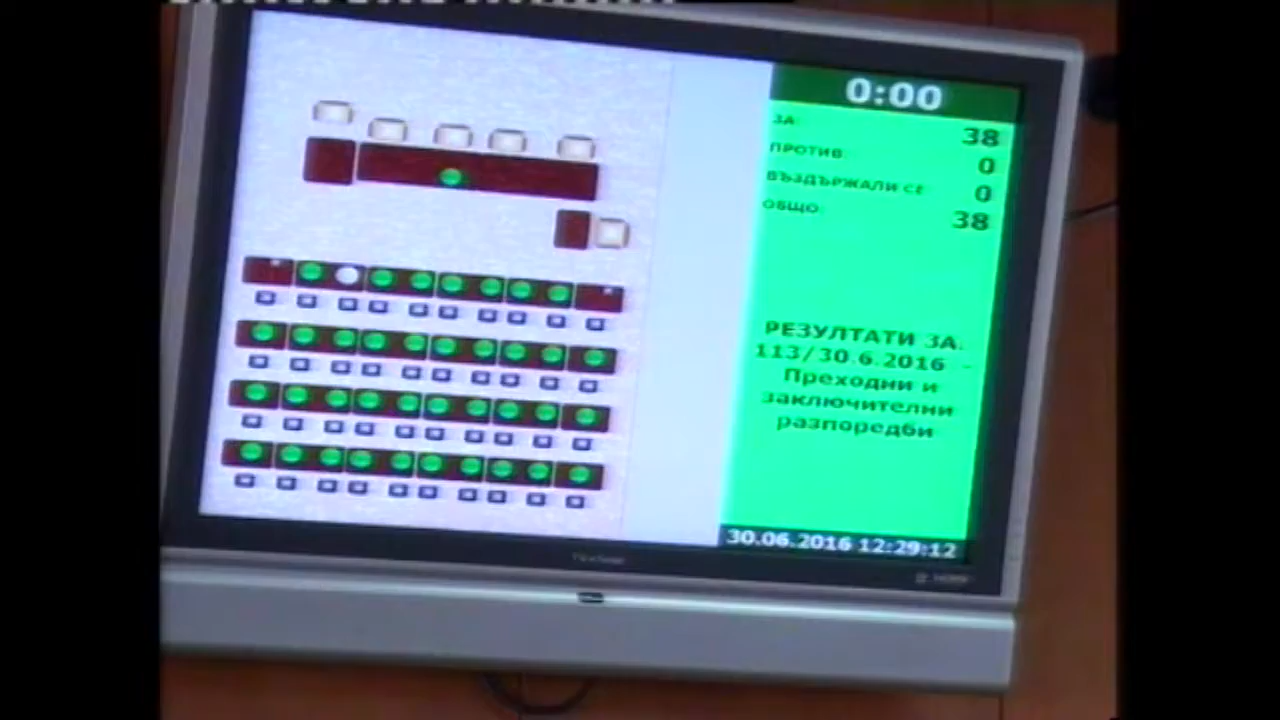 0:00
ЗА: 38
ПРОТИВ: 0
ВЪЗДЪРЖАЛИ СЕ: 0
ОБЩО: 38
РЕЗУЛТАТИ ЗА:
113/30.6.2016 -
Преходни и
заключителни
разпоредби
30.06.2016 12:29:12